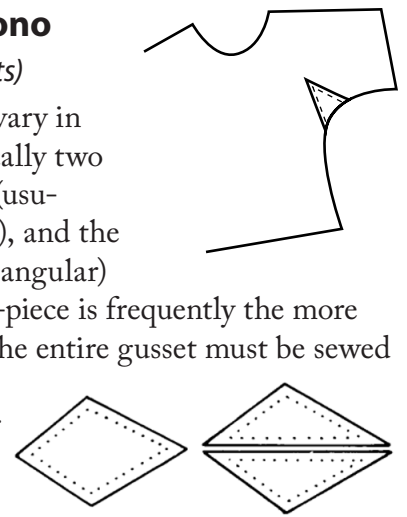 ono
ts)
vary in
ally two
(usu-
), and the
angular)
-piece is frequently the more
he entire gusset must be sewed
.